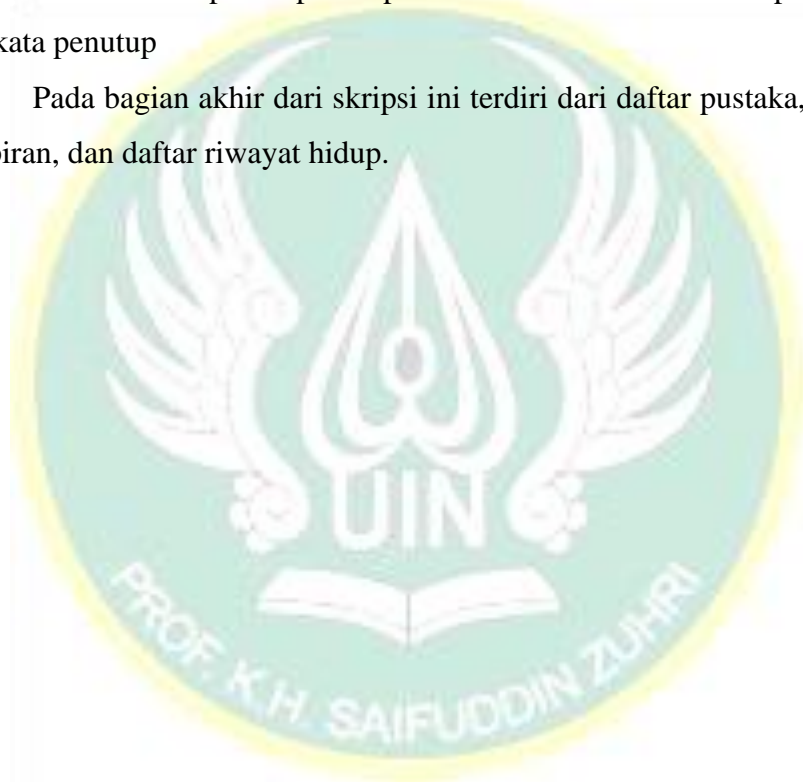 kata penutup
Pada bagian akhir dari skripsi ini terdiri dari daftar pustaka,
piran, dan daftar riwayat hidup.
UIN
PROF. K.H. SAIFUDDIN ZUHRI